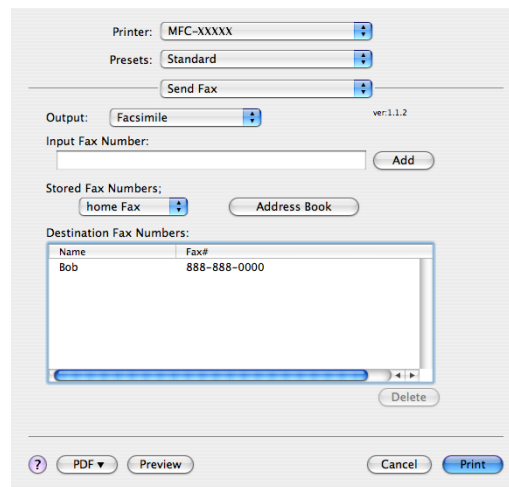 Printer: MFC-XXXXX
Presets: Standard
Send Fax
Output: Facsimile ver:1.1.2
Input Fax Number:
Add
Stored Fax Numbers;
home Fax Address Book
Destination Fax Numbers:
Name Fax#
Bob 888-888-0000
Delete
? PDF▼ Preview Cancel Print